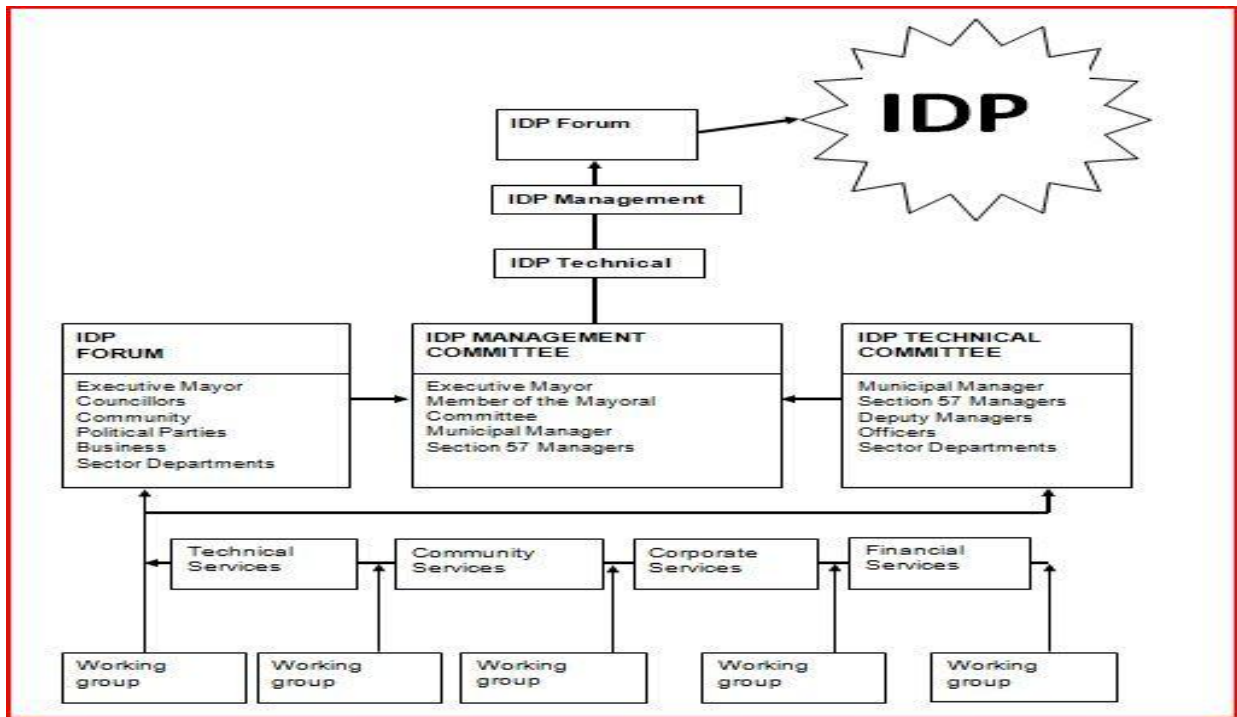 IDP
IDP Forum
IDP Management
IDP Technical
IDP
FORUM
Executive Mayor
Councillors
Community
Political Parties
Business
Sector Departments
IDP MANAGEMENT
COMMITTEE
Executive Mayor
Member of the Mayoral
Committee
Municipal Manager
Section 57 Managers
IDP TECHNICAL
COMMITTEE
Municipal Manager
Section 57 Managers
Deputy Managers
Officers
Sector Departments
Technical
Services
Community
Services
Corporate
Services
Financial
Services
Working
group
Working
group
Working
group
Working
group
Working
group